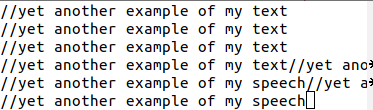 //yet another example of my text
//yet another example of my text
//yet another example of my text
//yet another example of my text//yet ano*
//yet another example of my speech//yet a*
//yet another example of my speech